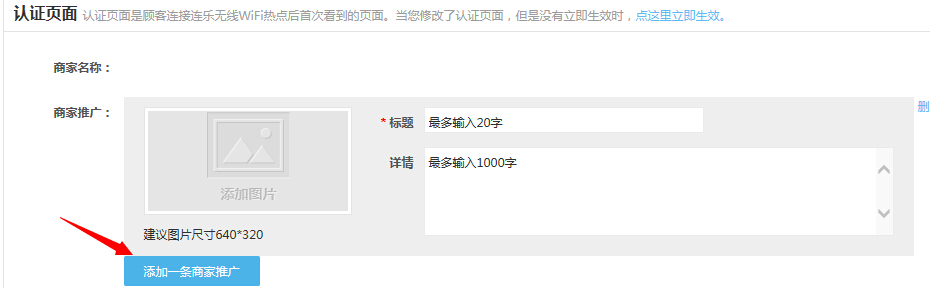 认证页面 认证页面是顾客连接连乐无线WiFi热点后首次看到的页面。当您修改了认证页面，但是没有立即生效时，点这里立即生效。
商家名称：
商家推广：
添加图片
建议图片尺寸640*320
* 标题 最多输入20字
详情 最多输入1000字
删
添加一条商家推广